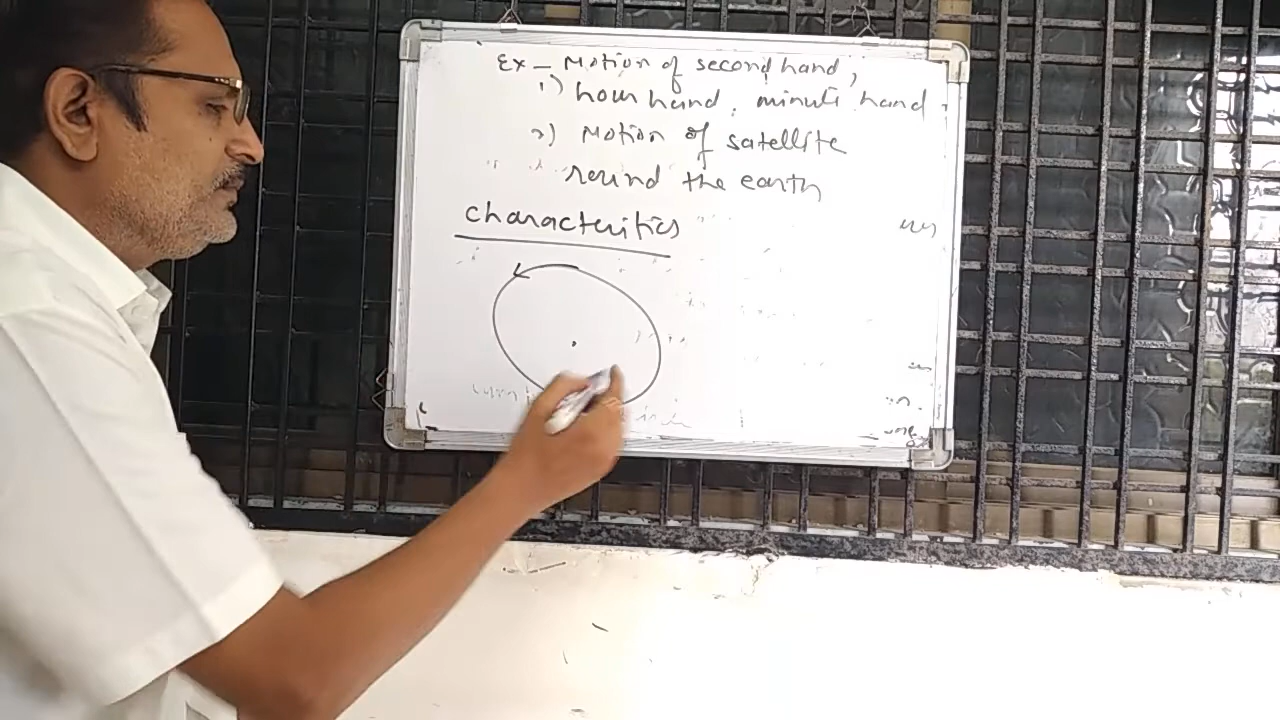 Ex - Motion of second hand,
1) hour hand, minute hand.
2) Motion of satellite
round the earth
characteritics